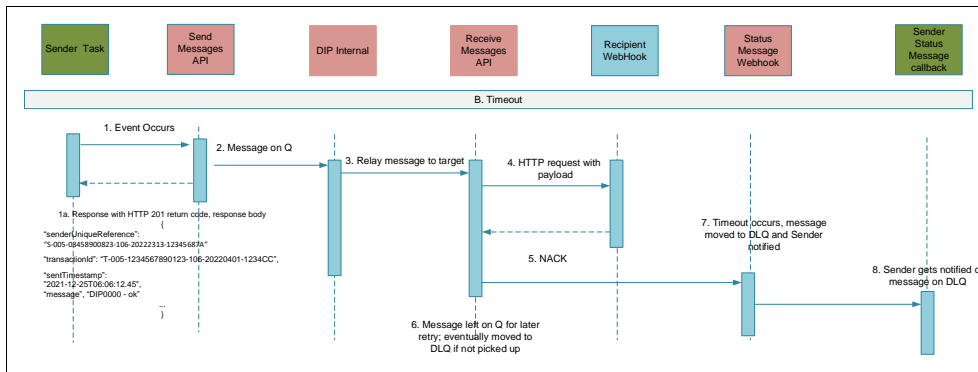 Sender Task
Send
Messages
API
DIP Internal
Receive
Messages
API
Recipient
WebHook
Status
Message
Webhook
Sender
Status
Message
callback
B. Timeout
1. Event Occurs
2. Message on Q
3. Relay message to target
4. HTTP request with
payload
1a. Response with HTTP 201 return code, response body
{
"senderUniqueReference":
"S-005-08458900823-106-20222313-12345687A"
"transactionId": "T-005-1234567890123-106-20220401-1234CC",
"sentTimestamp":
"2021-12-25T06:06:12.45",
"message", "DIP0000 - ok"
...
}
5. NACK
6. Message left on Q for later
retry; eventually moved to
DLQ if not picked up
7. Timeout occurs, message
moved to DLQ and Sender
notified
8. Sender gets notified o
message on DLQ